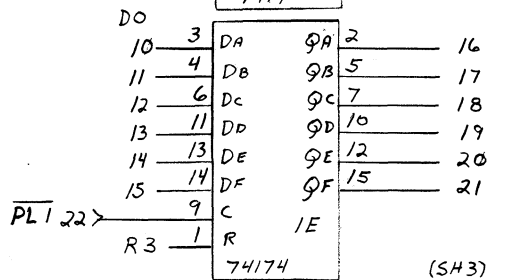 DO
10 3 DA QA 2 16
11 4 DB QB 5 17
12 6 DC QC 7 18
13 11 DD QD 10 19
14 13 DE QE 12 20
15 14 DF QF 15 21
PL1 22 9 C 1E
R3 1 R
74174 (SH3)